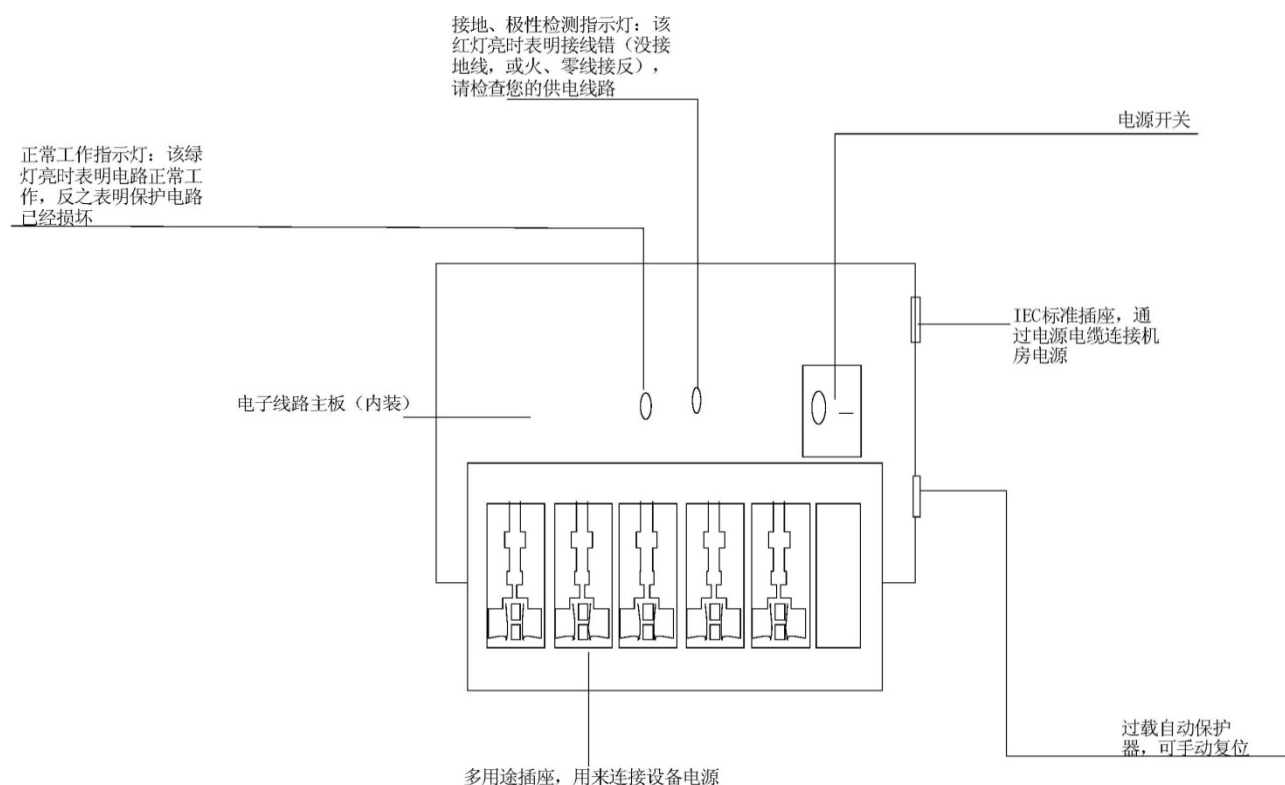 接地、极性检测指示灯：该
红灯亮时表明接线错（没接
地线，或火、零线接反），
请检查您的供电线路
电源开关
正常工作指示灯：该绿
灯亮时表明电路正常工
作，反之表明保护电路
已经损坏
IEC标准插座，通
过电源电缆连接机
房电源
电子线路主板（内装）
过载自动保护
器，可手动复位
多用途插座，用来连接设备电源